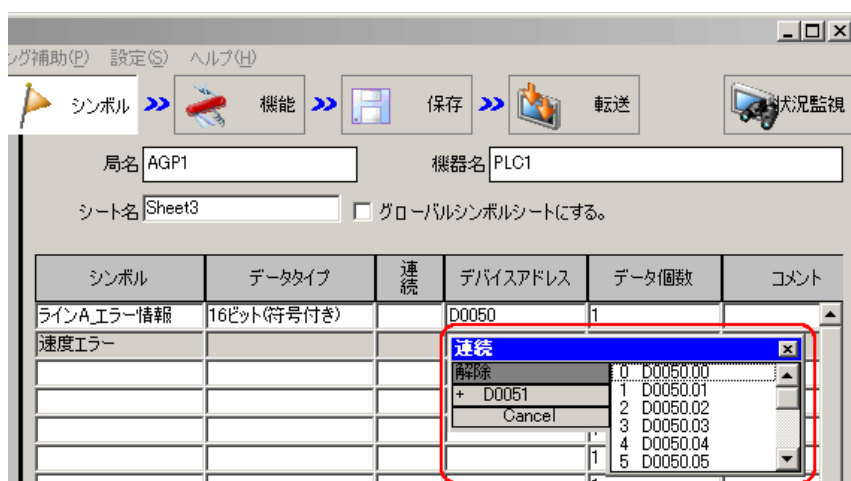 ング補助(P) 設定(S) ヘルプ(H)
シンボル >> 機能 >> 保存 >> 転送 状況監視
局名 AGP1 機器名 PLC1
シート名 Sheet3 グローバルシンボルシートにする。
シンボル データタイプ 連続 デバイスアドレス データ個数 コメント
ラインA_エラー情報 16ビット(符号付き) D0050 1
速度エラー
連続
解除
+ D0051
Cancel
0 D0050.00
1 D0050.01
2 D0050.02
3 D0050.03
4 D0050.04
5 D0050.05
1